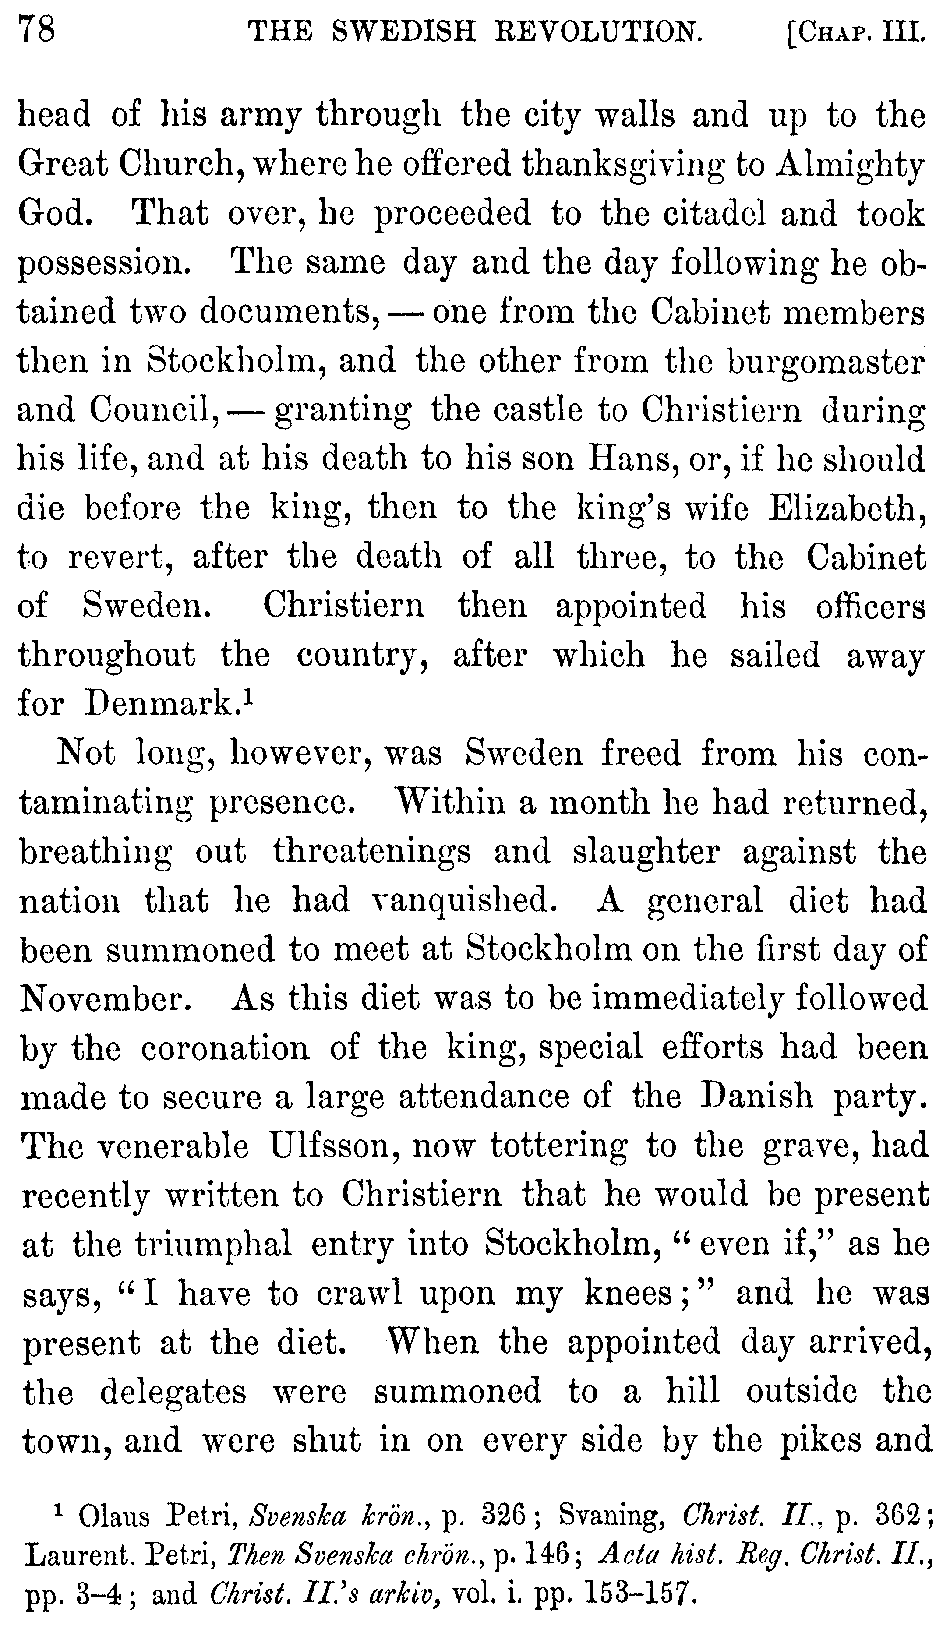 78 THE SWEDISH REVOLUTION. [CHAP. III.
head of his army through the city walls and up to the
Great Church, where he offered thanksgiving to Almighty
God. That over, he proceeded to the citadel and took
possession. The same day and the day following he ob-
tained two documents, — one from the Cabinet members
then in Stockholm, and the other from the burgomaster
and Council, — granting the castle to Christiern during
his life, and at his death to his son Hans, or, if he should
die before the king, then to the king's wife Elizabeth,
to revert, after the death of all three, to the Cabinet
of Sweden. Christiern then appointed his officers
throughout the country, after which he sailed away
for Denmark.¹
Not long, however, was Sweden freed from his con-
taminating presence. Within a month he had returned,
breathing out threatenings and slaughter against the
nation that he had vanquished. A general diet had
been summoned to meet at Stockholm on the first day of
November. As this diet was to be immediately followed
by the coronation of the king, special efforts had been
made to secure a large attendance of the Danish party.
The venerable Ulfsson, now tottering to the grave, had
recently written to Christiern that he would be present
at the triumphal entry into Stockholm, "even if," as he
says, "I have to crawl upon my knees;" and he was
present at the diet. When the appointed day arrived,
the delegates were summoned to a hill outside the
town, and were shut in on every side by the pikes and
¹ Olaus Petri, Svenska krön., p. 326; Svaning, Christ. II., p. 362;
Laurent. Petri, Then Svenska chrön., p. 146; Acta hist. Reg. Christ. II.,
pp. 3–4; and Christ. II.'s arkiv, vol. i. pp. 153–157.